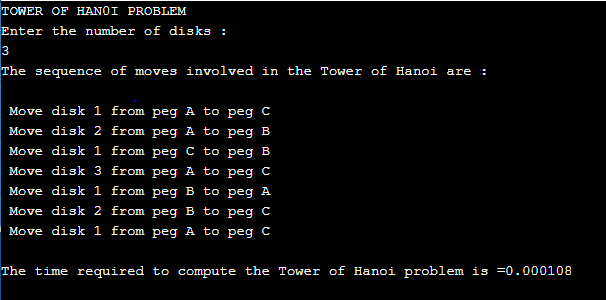 TOWER OF HANOI PROBLEM
Enter the number of disks :
3
The sequence of moves involved in the Tower of Hanoi are :
Move disk 1 from peg A to peg C
Move disk 2 from peg A to peg B
Move disk 1 from peg C to peg B
Move disk 3 from peg A to peg C
Move disk 1 from peg B to peg A
Move disk 2 from peg B to peg C
Move disk 1 from peg A to peg C
The time required to compute the Tower of Hanoi problem is =0.000108